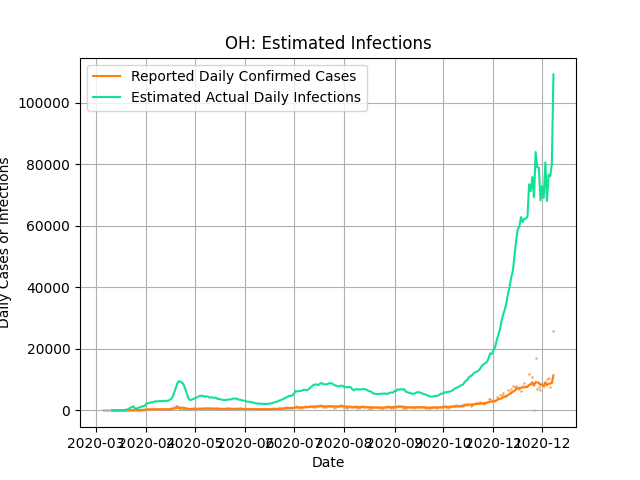 OH: Estimated Infections
Reported Daily Confirmed Cases
Estimated Actual Daily Infections
Daily Cases or Infections
100000
80000
60000
40000
20000
0
2020-03 2020-04 2020-05 2020-06 2020-07 2020-08 2020-09 2020-10 2020-11 2020-12
Date